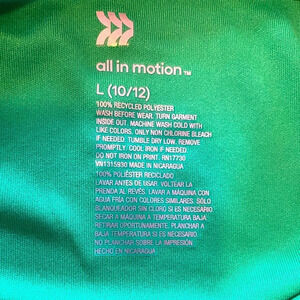 all in motion™
L (10/12)
100% RECYCLED POLYESTER
WASH BEFORE WEAR. TURN GARMENT
INSIDE OUT. MACHINE WASH COLD WITH
LIKE COLORS. ONLY NON CHLORINE BLEACH
IF NEEDED. TUMBLE DRY LOW. REMOVE
PROMPTLY. COOL IRON IF NEEDED.
DO NOT IRON ON PRINT. RN17730
VN1315930 MADE IN NICARAGUA
100% POLIÉSTER RECICLADO
LAVAR ANTES DE USAR. VOLTEAR LA
PRENDA AL REVÉS. LAVAR A MÁQUINA CON
AGUA FRÍA CON COLORES SIMILARES. SÓLO
BLANQUEADOR SIN CLORO SI ES NECESARIO.
SECAR A MÁQUINA A TEMPERATURA BAJA.
RETIRAR OPORTUNAMENTE. PLANCHAR A
BAJA TEMPERATURA SI ES NECESARIO.
NO PLANCHAR SOBRE LA IMPRESIÓN
HECHO EN NICARAGUA